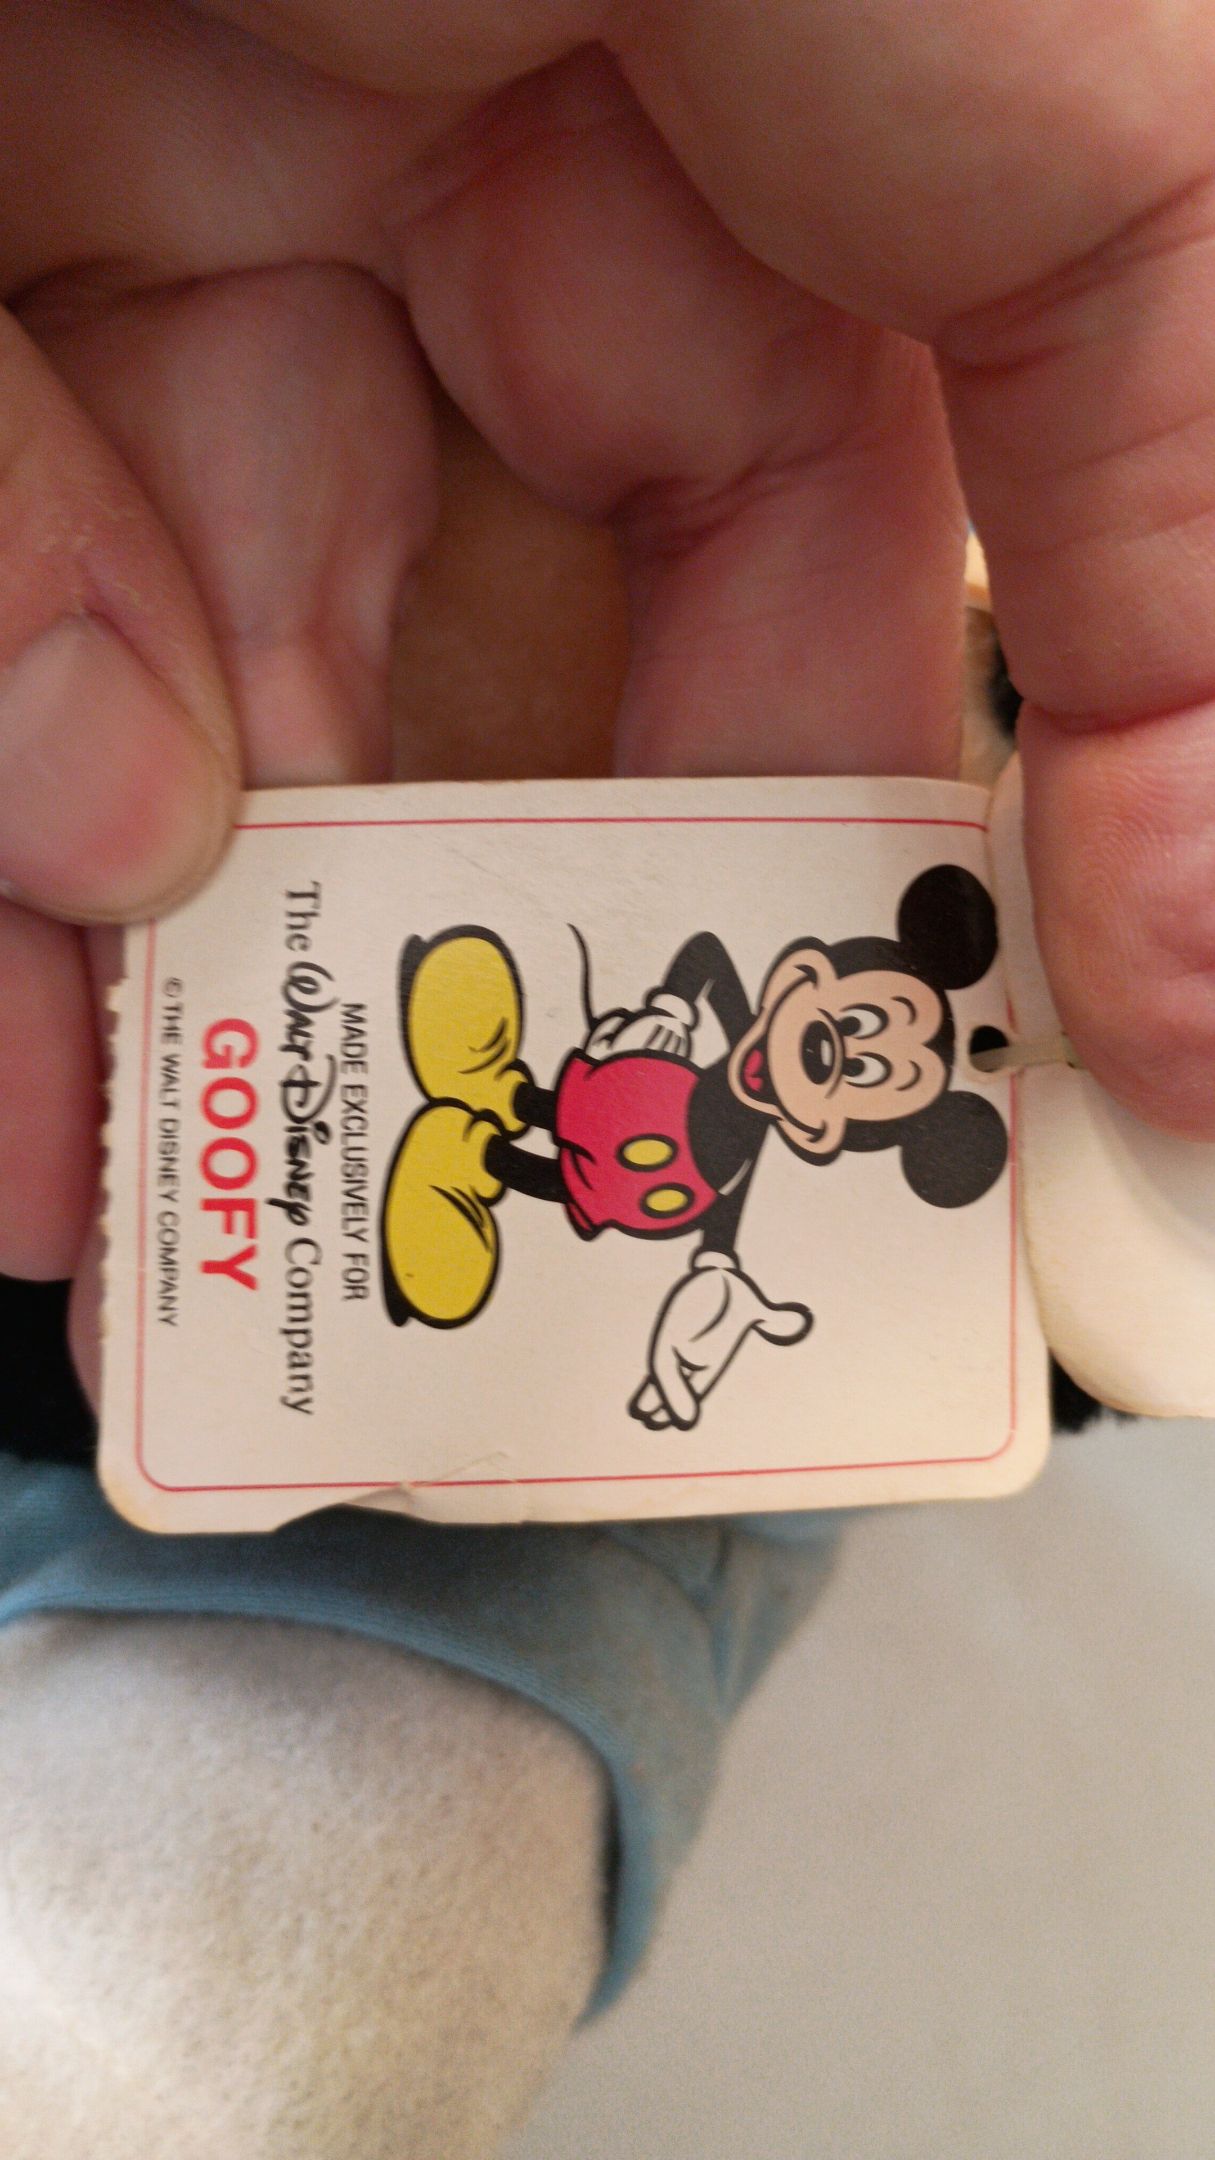 MADE EXCLUSIVELY FOR
The WALT DISNEY Company
GOOFY
©THE WALT DISNEY COMPANY